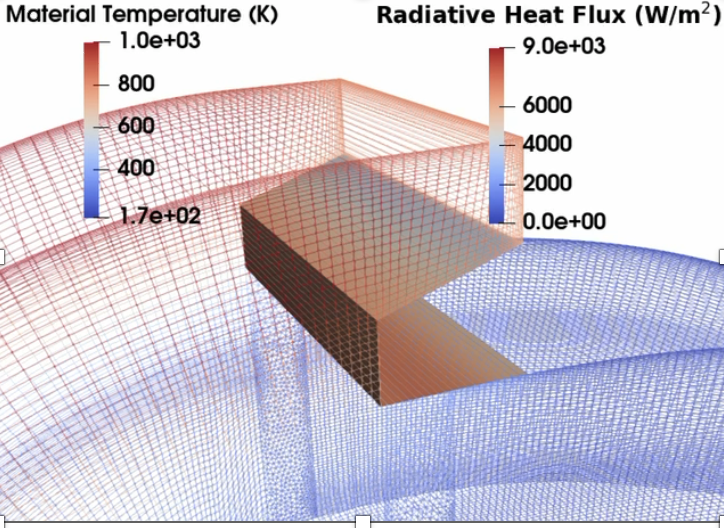 Material Temperature (K)
1.0e+03
800
600
400
1.7e+02
Radiative Heat Flux (W/m²)
9.0e+03
6000
4000
2000
0.0e+00